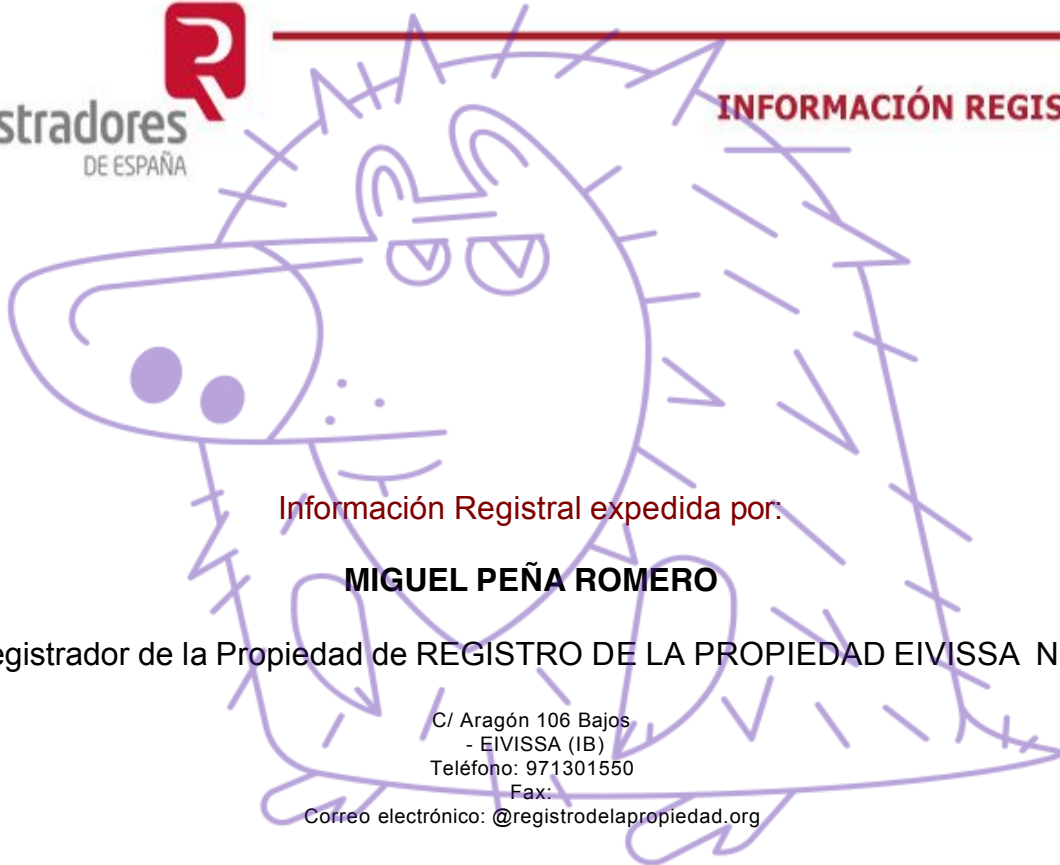 stradores
DE ESPAÑA
INFORMACIÓN REGIS
Información Registral expedida por:
MIGUEL PEÑA ROMERO
egistrador de la Propiedad de REGISTRO DE LA PROPIEDAD EIVISSA N
C/ Aragón 106 Bajos
- EIVISSA (IB)
Teléfono: 971301550
Fax:
Correo electrónico: @registrodelapropiedad.org